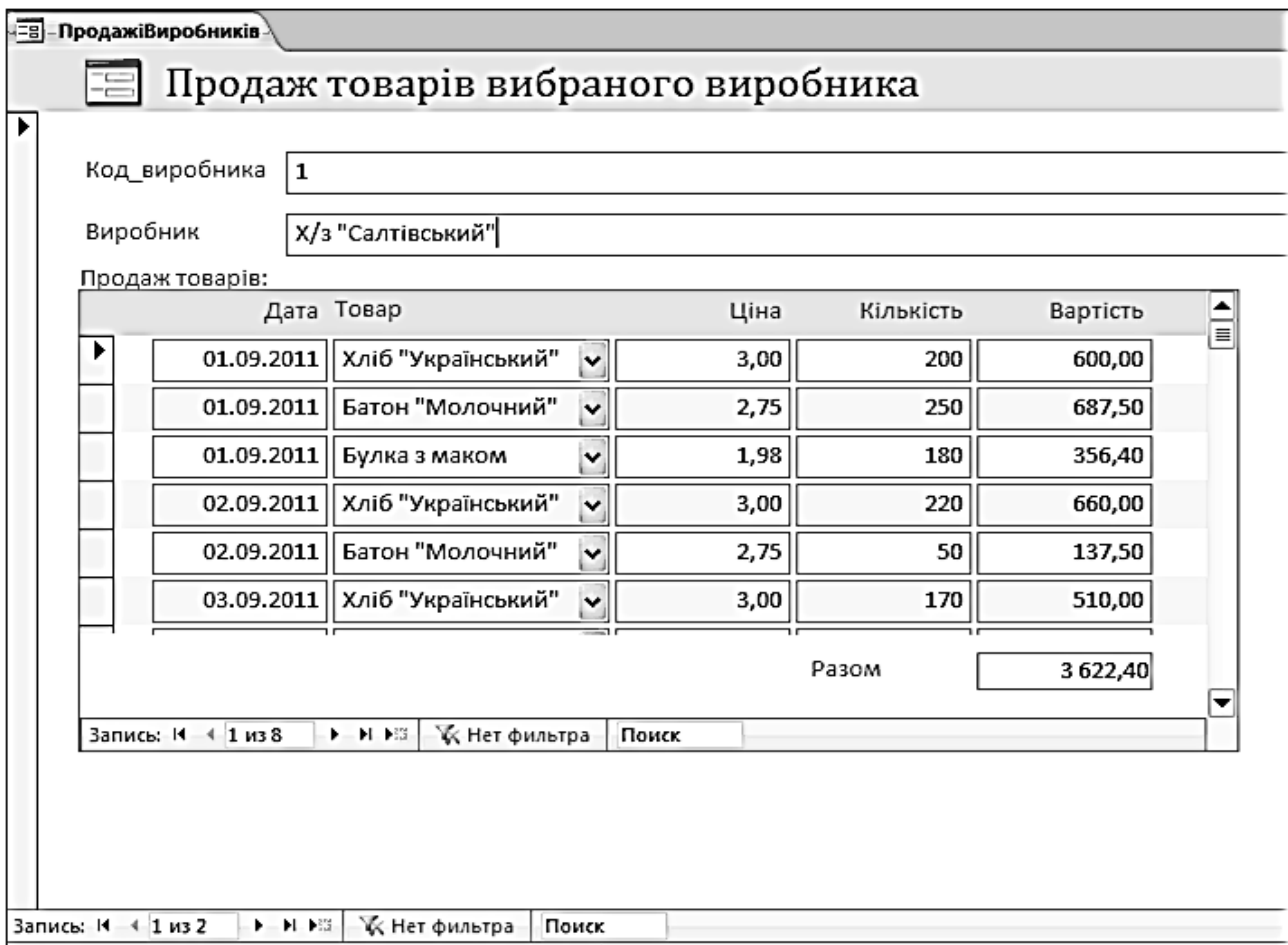 ПродажіВиробників
Продаж товарів вибраного виробника
Код_виробника 1
Виробник Х/з "Салтівський"
Продаж товарів:
Дата Товар Ціна Кількість Вартість
01.09.2011 Хліб "Український" 3,00 200 600,00
01.09.2011 Батон "Молочний" 2,75 250 687,50
01.09.2011 Булка з маком 1,98 180 356,40
02.09.2011 Хліб "Український" 3,00 220 660,00
02.09.2011 Батон "Молочний" 2,75 50 137,50
03.09.2011 Хліб "Український" 3,00 170 510,00
Разом 3 622,40
Запись: 1 из 8 Нет фильтра Поиск
Запись: 1 из 2 Нет фильтра Поиск